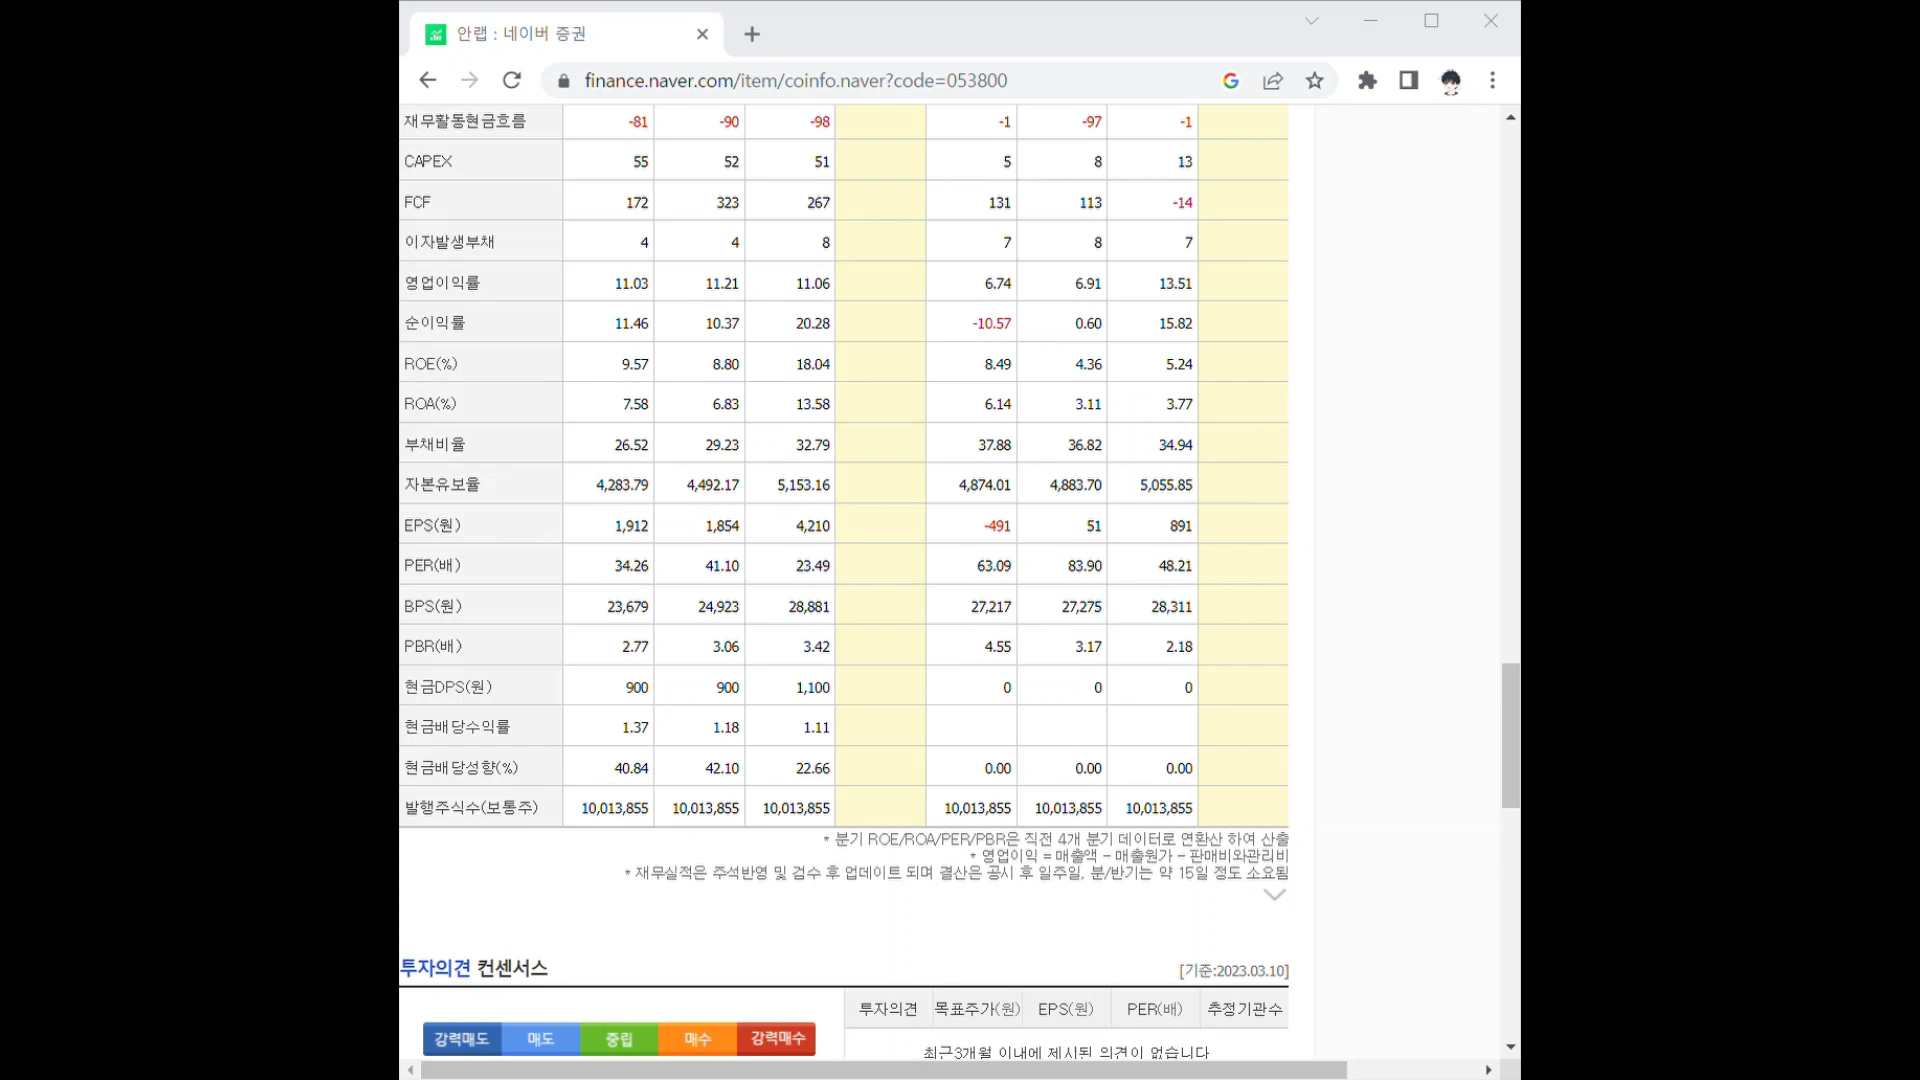 안랩 : 네이버 증권
finance.naver.com/item/coinfo.naver?code=053800
재무활동현금흐름 -81 -90 -98 -1 -97 -1
CAPEX 55 52 51 5 8 13
FCF 172 323 267 131 113 -14
이자발생부채 4 4 8 7 8 7
영업이익률 11.03 11.21 11.06 6.74 6.91 13.51
순이익률 11.46 10.37 20.28 -10.57 0.60 15.82
ROE(%) 9.57 8.80 18.04 8.49 4.36 5.24
ROA(%) 7.58 6.83 13.58 6.14 3.11 3.77
부채비율 26.52 29.23 32.79 37.88 36.82 34.94
자본유보율 4,283.79 4,492.17 5,153.16 4,874.01 4,883.70 5,055.85
EPS(원) 1,912 1,854 4,210 -491 51 891
PER(배) 34.26 41.10 23.49 63.09 83.90 48.21
BPS(원) 23,679 24,923 28,881 27,217 27,275 28,311
PBR(배) 2.77 3.06 3.42 4.55 3.17 2.18
현금DPS(원) 900 900 1,100 0 0 0
현금배당수익률 1.37 1.18 1.11
현금배당성향(%) 40.84 42.10 22.66 0.00 0.00 0.00
발행주식수(보통주) 10,013,855 10,013,855 10,013,855 10,013,855 10,013,855 10,013,855
* 분기 ROE/ROA/PER/PBR은 직전 4개 분기 데이터로 연환산 하여 산출
* 영업이익 = 매출액 - 매출원가 - 판매비와관리비
* 재무실적은 주석반영 및 검수 후 업데이트 되며 결산은 공시 후 일주일, 분/반기는 약 15일 정도 소요됨
투자의견 컨센서스 [기준:2023.03.10]
투자의견 목표주가(원) EPS(원) PER(배) 추정기관수
강력매도 매도 중립 매수 강력매수
최근3개월 이내에 제시된 의견이 없습니다